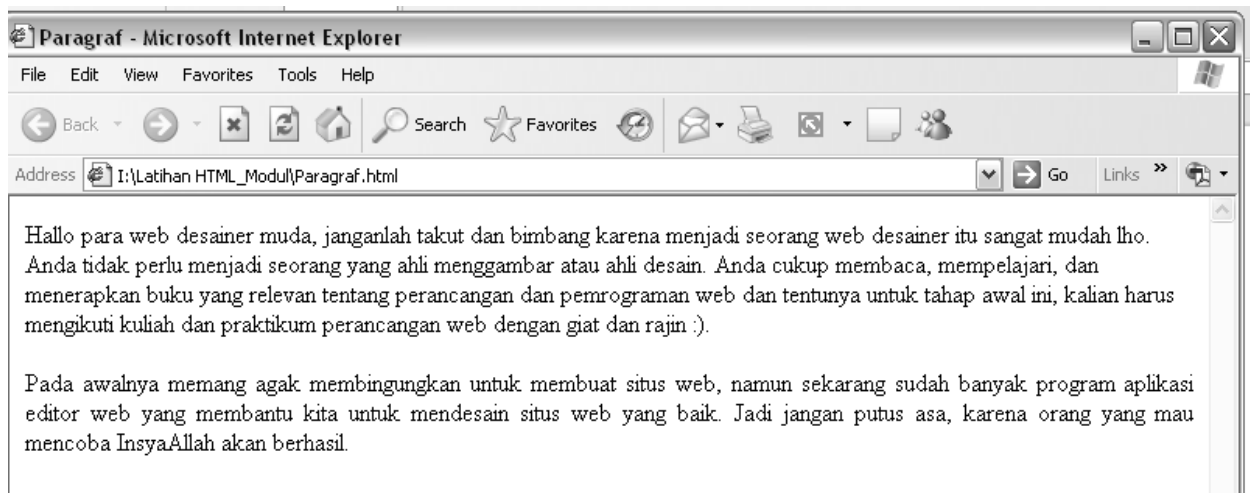 Paragraf - Microsoft Internet Explorer
File Edit View Favorites Tools Help
Back Search Favorites
Address I:\Latihan HTML_Modul\Paragraf.html Go Links »
Hallo para web desainer muda, janganlah takut dan bimbang karena menjadi seorang web desainer itu sangat mudah lho.
Anda tidak perlu menjadi seorang yang ahli menggambar atau ahli desain. Anda cukup membaca, mempelajari, dan
menerapkan buku yang relevan tentang perancangan dan pemrograman web dan tentunya untuk tahap awal ini, kalian harus
mengikuti kuliah dan praktikum perancangan web dengan giat dan rajin :).
Pada awalnya memang agak membingungkan untuk membuat situs web, namun sekarang sudah banyak program aplikasi
editor web yang membantu kita untuk mendesain situs web yang baik. Jadi jangan putus asa, karena orang yang mau
mencoba InsyaAllah akan berhasil.